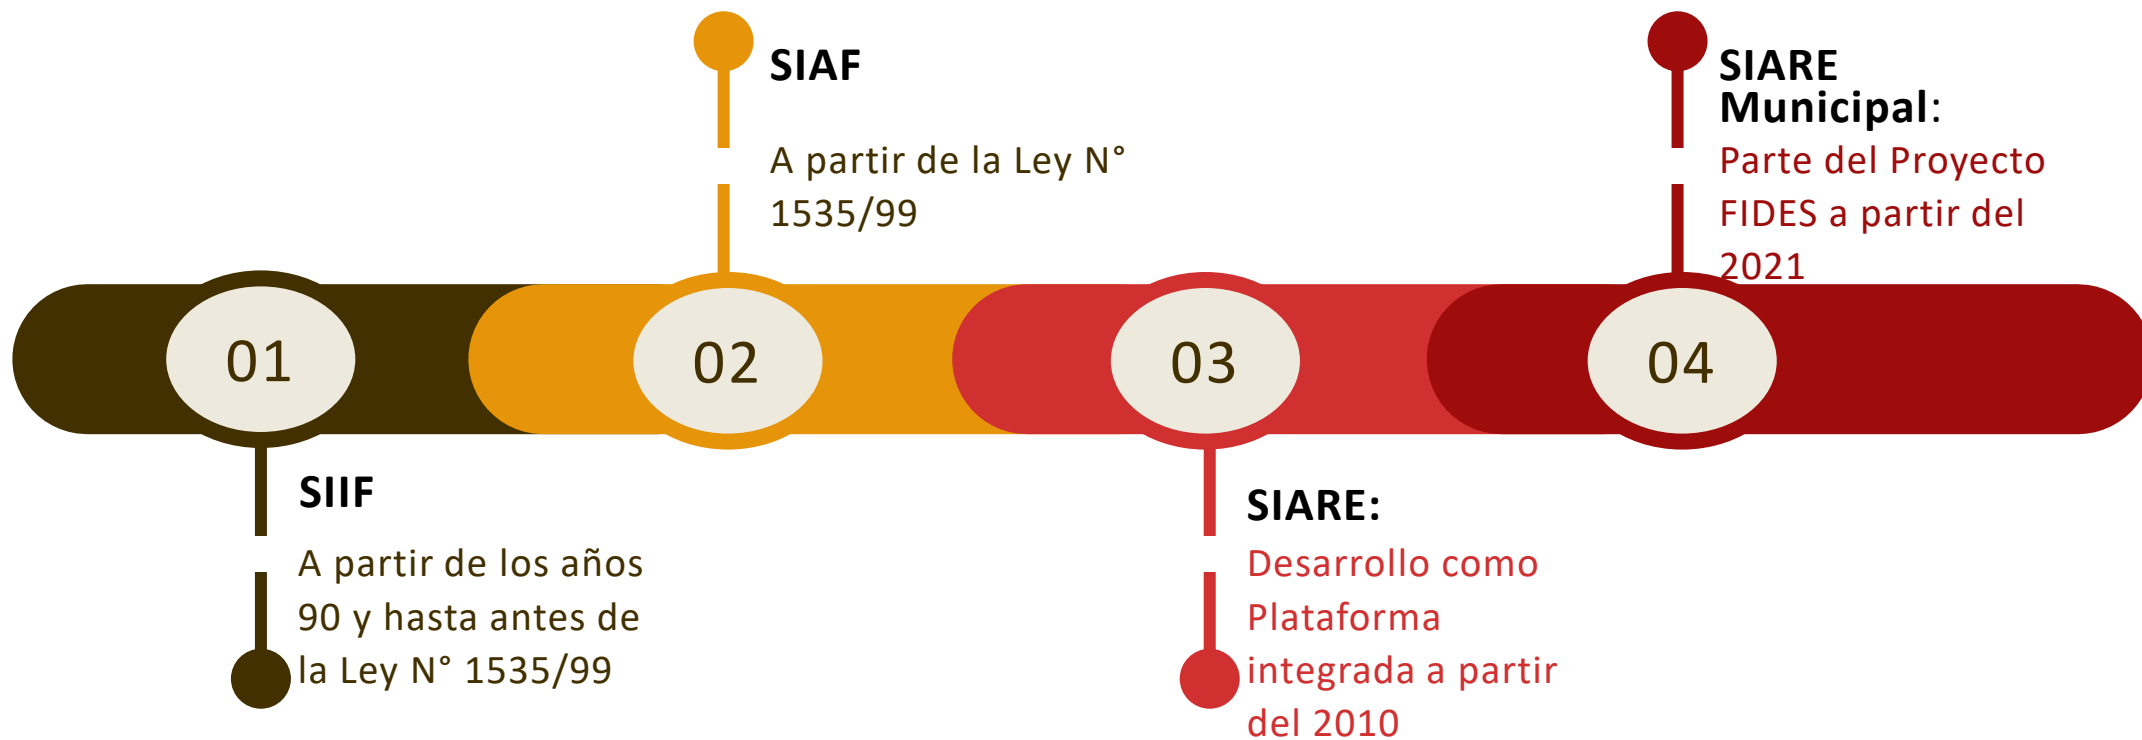 01
SIIF
A partir de los años
90 y hasta antes de
la Ley N° 1535/99
02
SIAF
A partir de la Ley N°
1535/99
03
SIARE:
Desarrollo como
Plataforma
integrada a partir
del 2010
04
SIARE
Municipal:
Parte del Proyecto
FIDES a partir del
2021